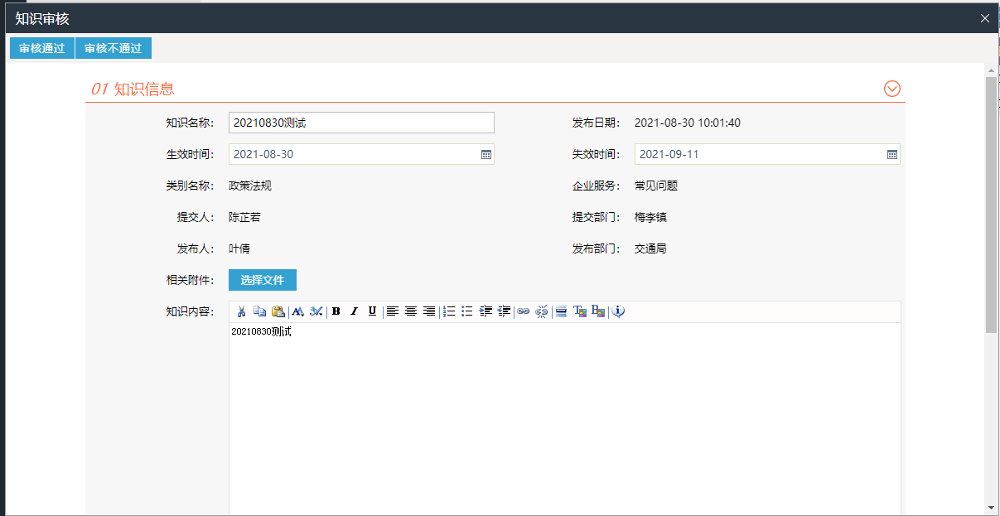 知识审核
审核通过 审核不通过
01 知识信息
知识名称: 20210830测试 发布日期: 2021-08-30 10:01:40
生效时间: 2021-08-30 失效时间: 2021-09-11
类别名称: 政策法规 企业服务: 常见问题
提交人: 陈芷若 提交部门: 梅李镇
发布人: 叶倩 发布部门: 交通局
相关附件: 选择文件
知识内容: B I U
20210830测试